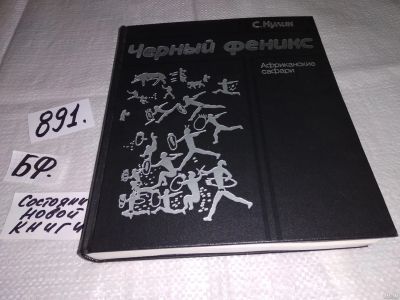 С. Кулик
Черный феникс
Африканские
сафари
891.
БФ.
Состояние
Новой
книги